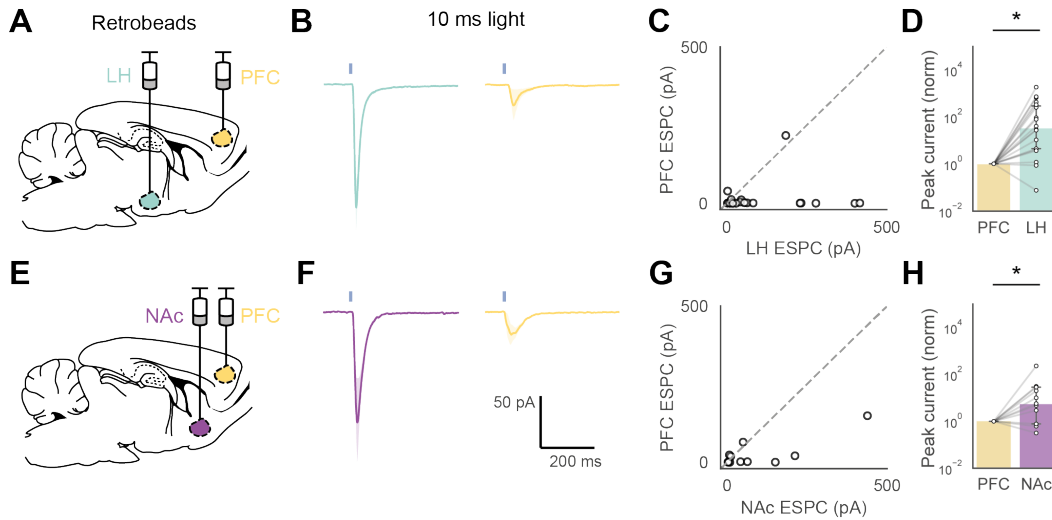 A
Retrobeads
LH
PFC
B
10 ms light
C
500
PFC ESPC (pA)
0
0
500
LH ESPC (pA)
D
*
Peak current (norm)
10^4
10^2
10^0
10^-2
PFC
LH
E
NAc
PFC
F
50 pA
200 ms
G
500
PFC ESPC (pA)
0
0
500
NAc ESPC (pA)
H
*
Peak current (norm)
10^4
10^2
10^0
10^-2
PFC
NAc